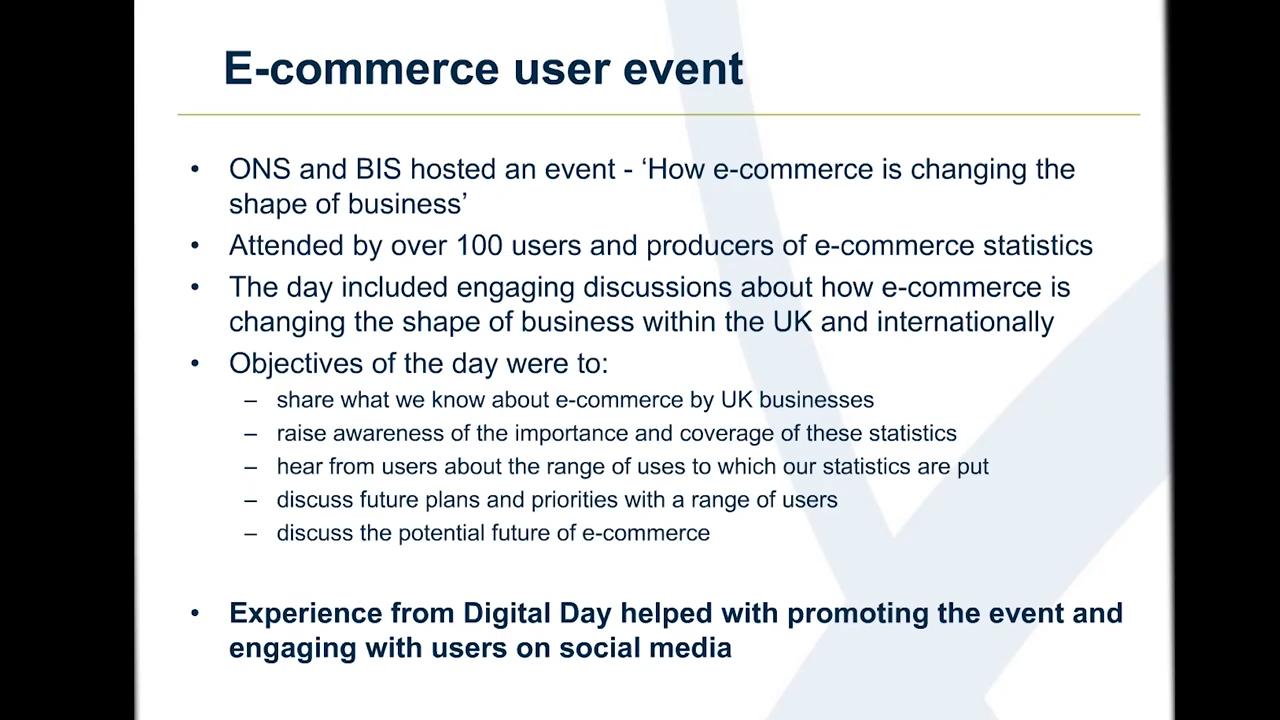 E-commerce user event
• ONS and BIS hosted an event - ‘How e-commerce is changing the
shape of business’
• Attended by over 100 users and producers of e-commerce statistics
• The day included engaging discussions about how e-commerce is
changing the shape of business within the UK and internationally
• Objectives of the day were to:
– share what we know about e-commerce by UK businesses
– raise awareness of the importance and coverage of these statistics
– hear from users about the range of uses to which our statistics are put
– discuss future plans and priorities with a range of users
– discuss the potential future of e-commerce
• Experience from Digital Day helped with promoting the event and
engaging with users on social media